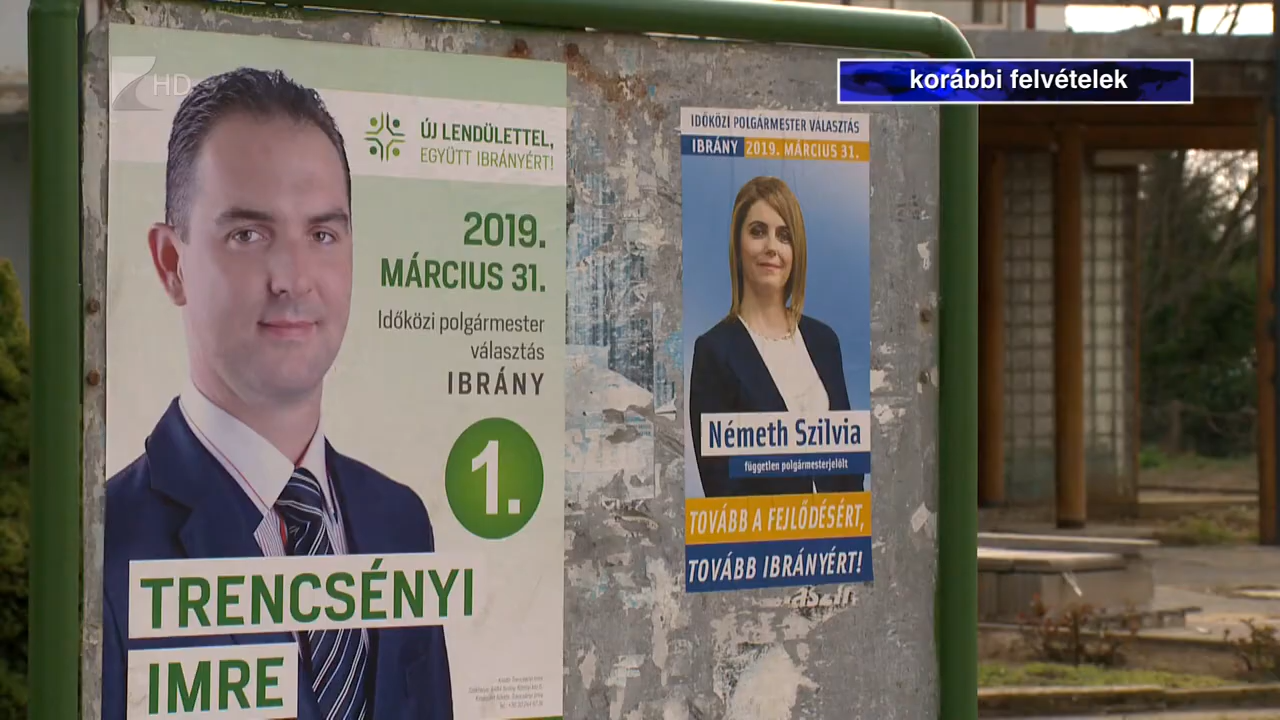 7 HD
korábbi felvételek
ÚJ LENDÜLETTEL,
EGYÜTT IBRÁNYÉRT!
2019.
MÁRCIUS 31.
Időközi polgármester
választás
IBRÁNY
1.
TRENCSÉNYI
IMRE
IDŐKÖZI POLGÁRMESTER VÁLASZTÁS
IBRÁNY 2019. MÁRCIUS 31.
Németh Szilvia
független polgármesterjelölt
TOVÁBB A FEJLŐDÉSÉRT,
TOVÁBB IBRÁNYÉRT!